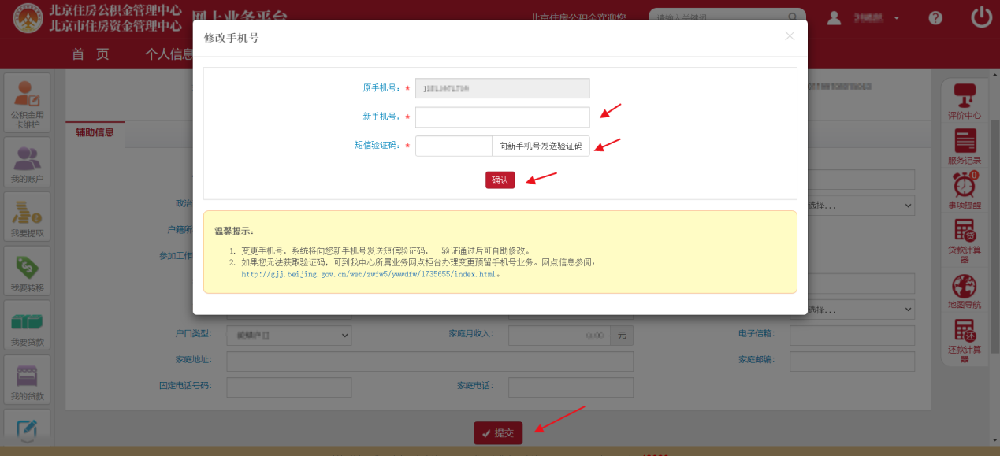 北京住房公积金管理中心
北京市住房资金管理中心
网上业务平台
北京住房公积金欢迎您
请输入关键词
首 页
个人信息
修改手机号
原手机号：*
新手机号：*
短信验证码：*
向新手机号发送验证码
确认
温馨提示：
1. 变更手机号，系统将向您新手机号发送短信验证码， 验证通过后可自助修改。
2. 如果您无法获取验证码，可到我中心所属业务网点柜台办理变更预留手机号业务。网点信息参阅：
http://gjj.beijing.gov.cn/web/zwfw5/ywwdfw/1735655/index.html。
公积金用
卡维护
我的账户
我要提取
我要转移
我要贷款
我的贷款
辅助信息
政治
户籍所
参加工作
选择...
选择...
户口类型：
家庭月收入：
0.00 元
电子信箱：
家庭地址：
家庭邮编：
固定电话号码：
家庭电话：
提交
评价中心
服务记录
0
事项提醒
贷
贷款计算
器
地图导航
还
还款计算
器